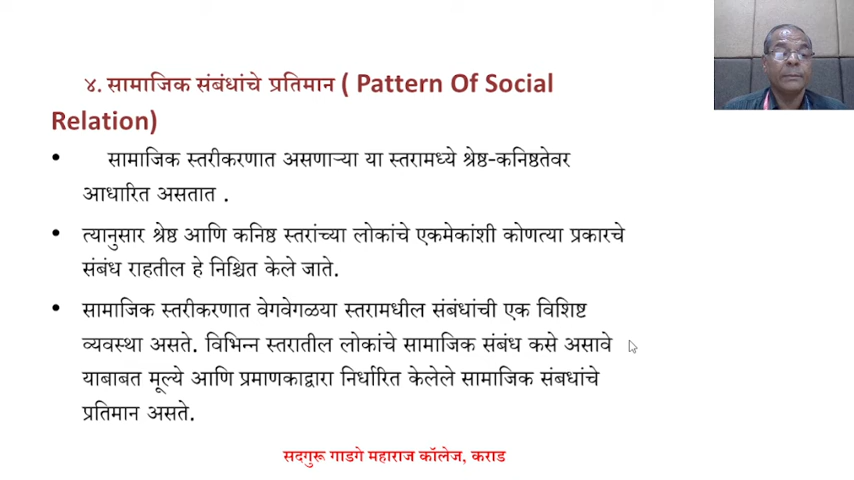 ४. सामाजिक संबंधांचे प्रतिमान ( Pattern Of Social
Relation)
• सामाजिक स्तरीकरणात असणाऱ्या या स्तरामध्ये श्रेष्ठ-कनिष्ठतेवर
आधारित असतात .
• त्यानुसार श्रेष्ठ आणि कनिष्ठ स्तरांच्या लोकांचे एकमेकांशी कोणत्या प्रकारचे
संबंध राहतील हे निश्चित केले जाते.
• सामाजिक स्तरीकरणात वेगवेगळया स्तरामधील संबंधांची एक विशिष्ट
व्यवस्था असते. विभिन्न स्तरातील लोकांचे सामाजिक संबंध कसे असावे
याबाबत मूल्ये आणि प्रमाणकाद्वारा निर्धारित केलेले सामाजिक संबधांचे
प्रतिमान असते.
सदगुरू गाडगे महाराज कॉलेज, कराड